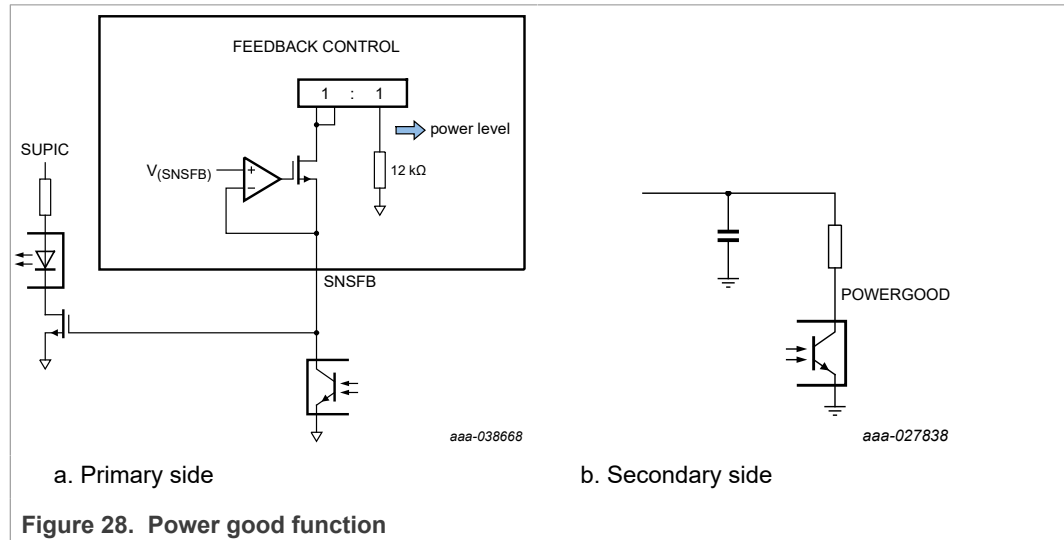 FEEDBACK CONTROL
1 : 1
power level
SUPIC
V(SNSFB)
+
−
12 kΩ
SNSFB
POWERGOOD
aaa-038668
aaa-027838
a. Primary side
b. Secondary side
Figure 28. Power good function